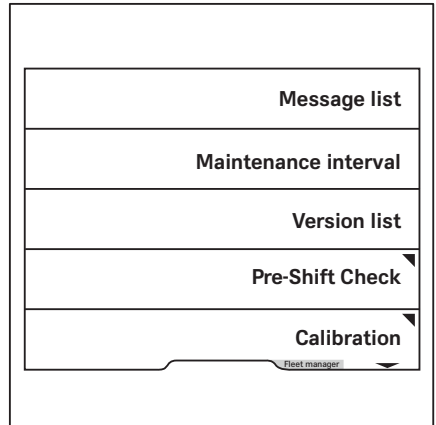 Message list
Maintenance interval
Version list
Pre-Shift Check
Calibration
Fleet manager